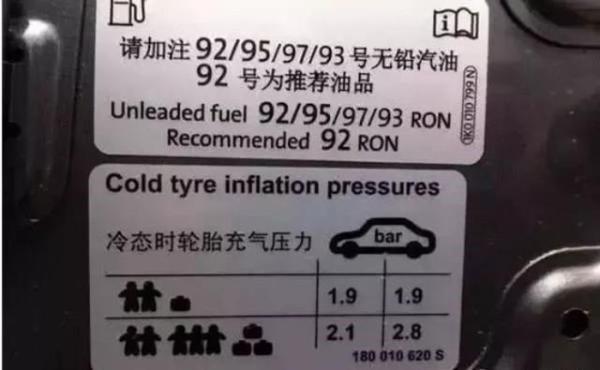 请加注 92/95/97/93 号无铅汽油
92 号为推荐油品
Unleaded fuel 92/95/97/93 RON
Recommended 92 RON
1K0 010 799 N
Cold tyre inflation pressures
冷态时轮胎充气压力 bar
1.9 1.9
2.1 2.8
180 010 620 S